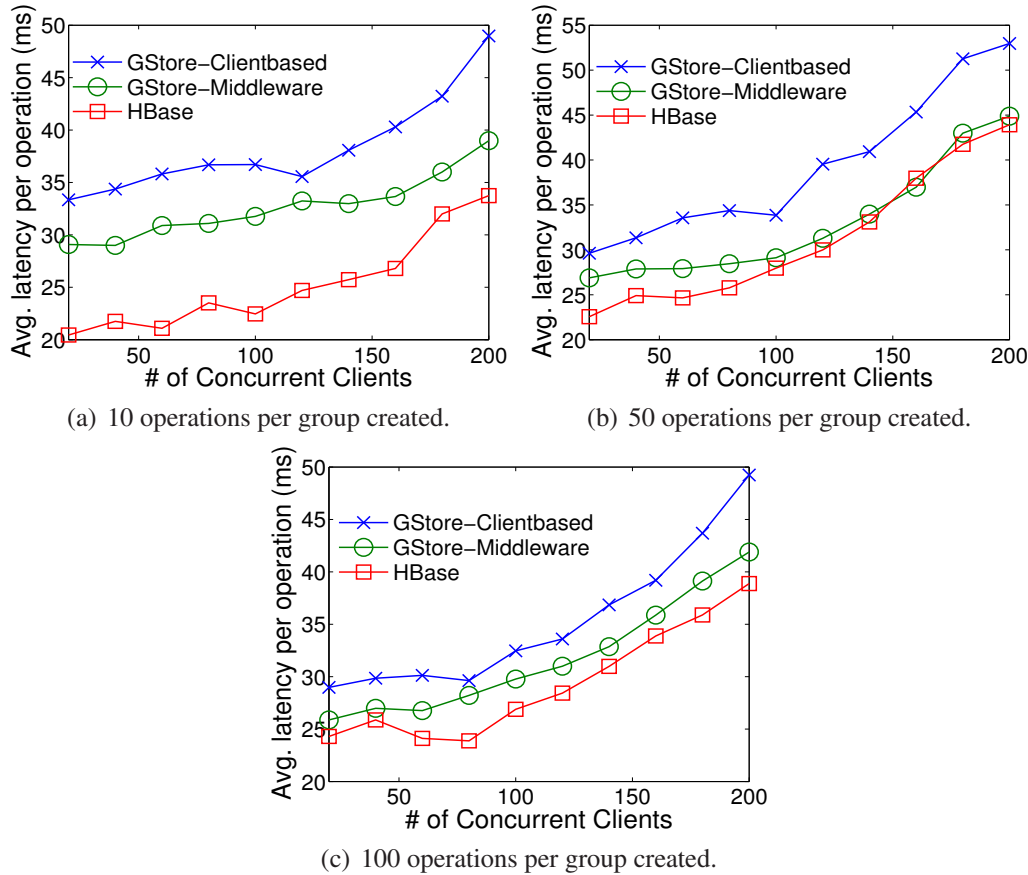 50
45
40
35
30
25
20
Avg. latency per operation (ms)
GStore−Clientbased
GStore−Middleware
HBase
50 100 150 200
# of Concurrent Clients
(a) 10 operations per group created.
55
50
45
40
35
30
25
20
Avg. latency per operation (ms)
GStore−Clientbased
GStore−Middleware
HBase
50 100 150 200
# of Concurrent Clients
(b) 50 operations per group created.
50
45
40
35
30
25
20
Avg. latency per operation (ms)
GStore−Clientbased
GStore−Middleware
HBase
50 100 150 200
# of Concurrent Clients
(c) 100 operations per group created.